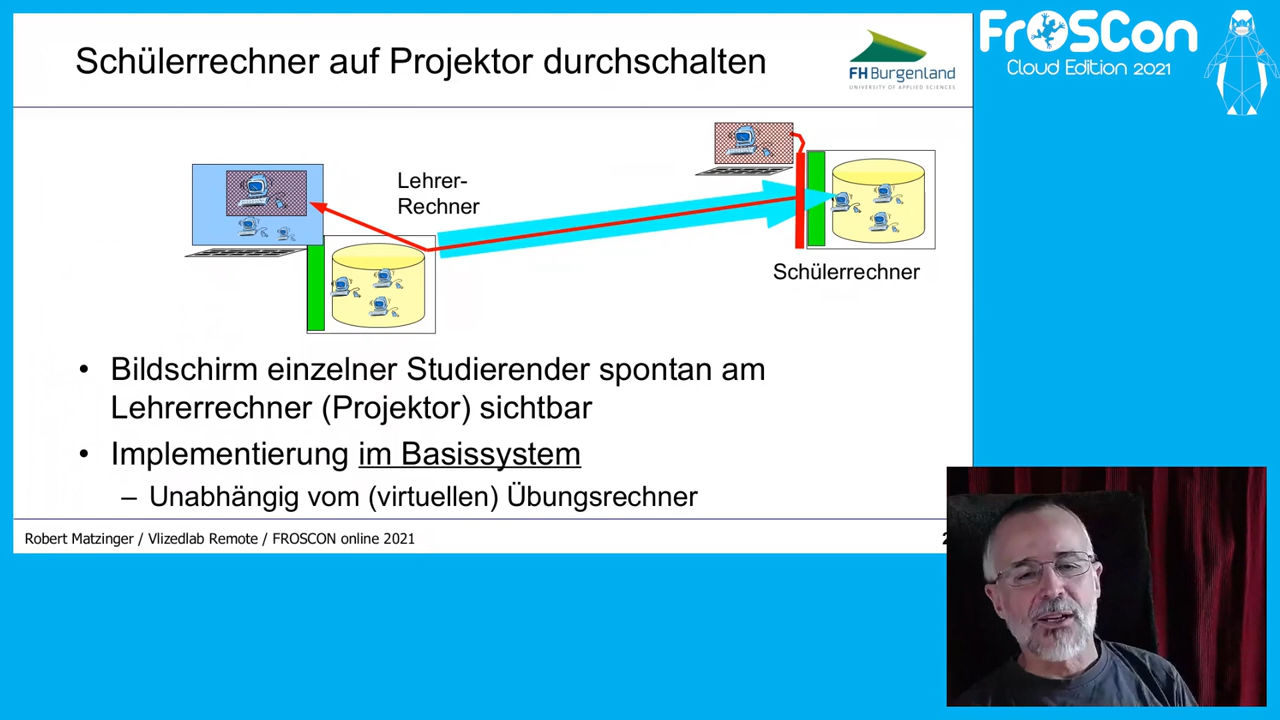 Schülerrechner auf Projektor durchschalten
FH Burgenland
UNIVERSITY OF APPLIED SCIENCES
FrOSCon
Cloud Edition 2021
Lehrer-
Rechner
Schülerrechner
• Bildschirm einzelner Studierender spontan am
Lehrerrechner (Projektor) sichtbar
• Implementierung im Basissystem
– Unabhängig vom (virtuellen) Übungsrechner
Robert Matzinger / Vlizedlab Remote / FROSCON online 2021